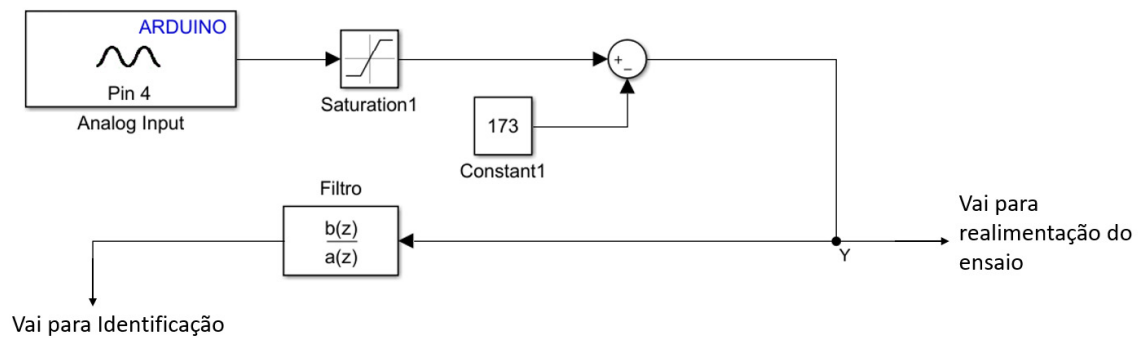 ARDUINO
Pin 4
Analog Input
Saturation1
+
−
173
Constant1
Filtro
b(z)
a(z)
Y
Vai para
realimentação do
ensaio
Vai para Identificação